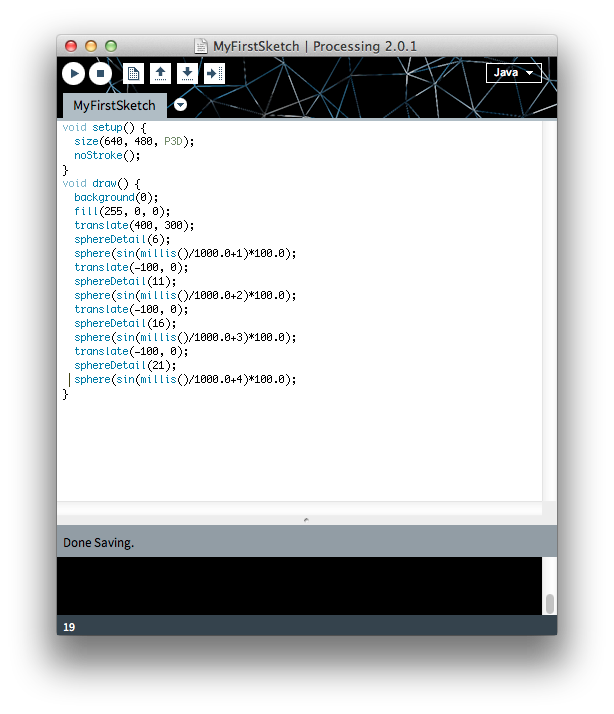 MyFirstSketch | Processing 2.0.1
Java
MyFirstSketch
void setup() {
  size(640, 480, P3D);
  noStroke();
}
void draw() {
  background(0);
  fill(255, 0, 0);
  translate(400, 300);
  sphereDetail(6);
  sphere(sin(millis()/1000.0+1)*100.0);
  translate(-100, 0);
  sphereDetail(11);
  sphere(sin(millis()/1000.0+2)*100.0);
  translate(-100, 0);
  sphereDetail(16);
  sphere(sin(millis()/1000.0+3)*100.0);
  translate(-100, 0);
  sphereDetail(21);
  sphere(sin(millis()/1000.0+4)*100.0);
}
Done Saving.
19